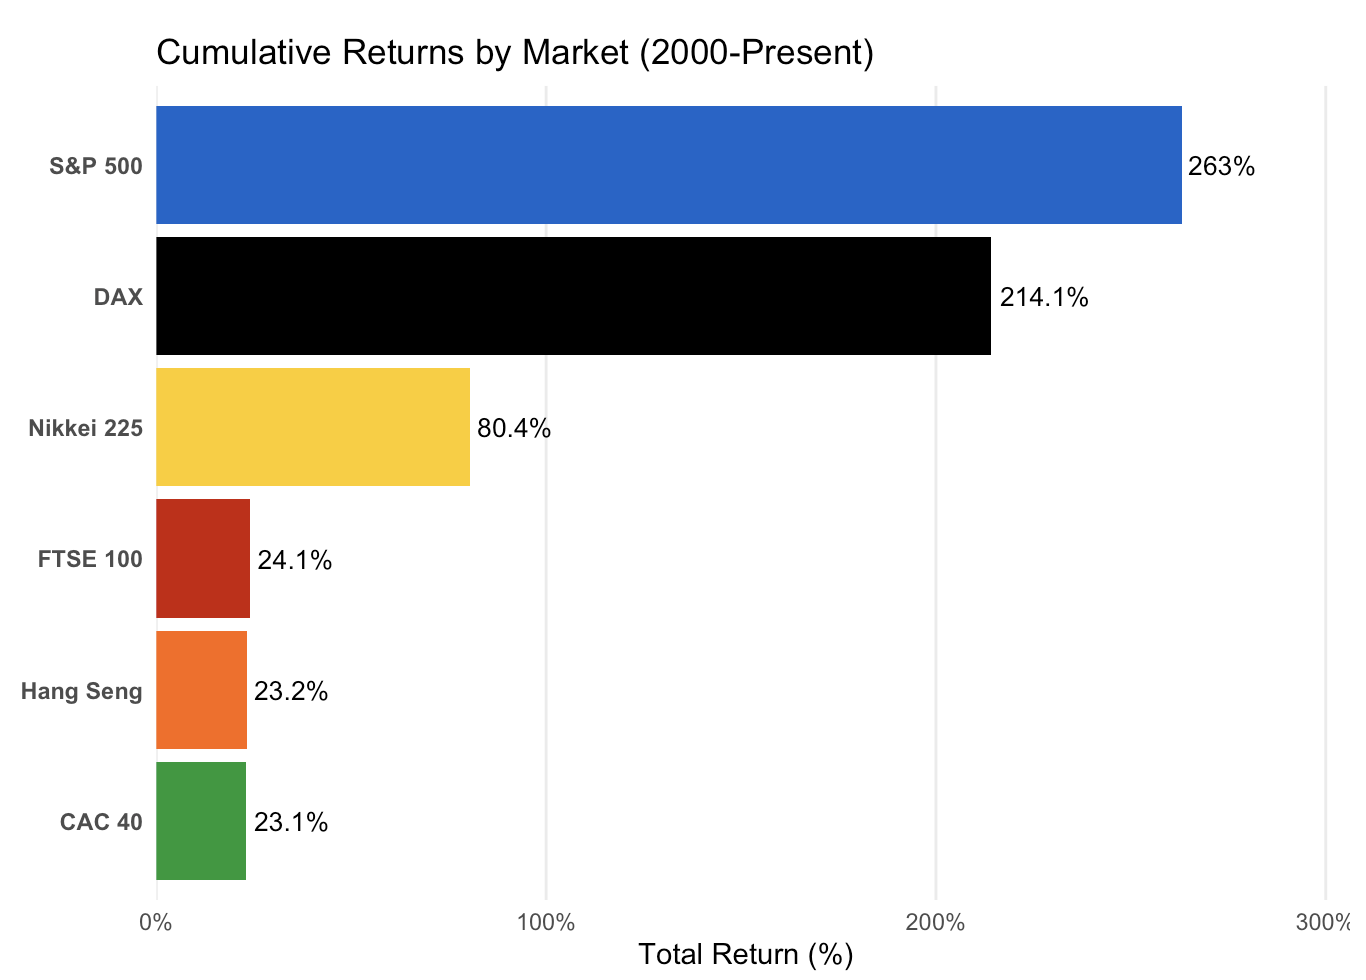 Cumulative Returns by Market (2000-Present)
S&P 500
263%
DAX
214.1%
Nikkei 225
80.4%
FTSE 100
24.1%
Hang Seng
23.2%
CAC 40
23.1%
0%
100%
200%
300%
Total Return (%)